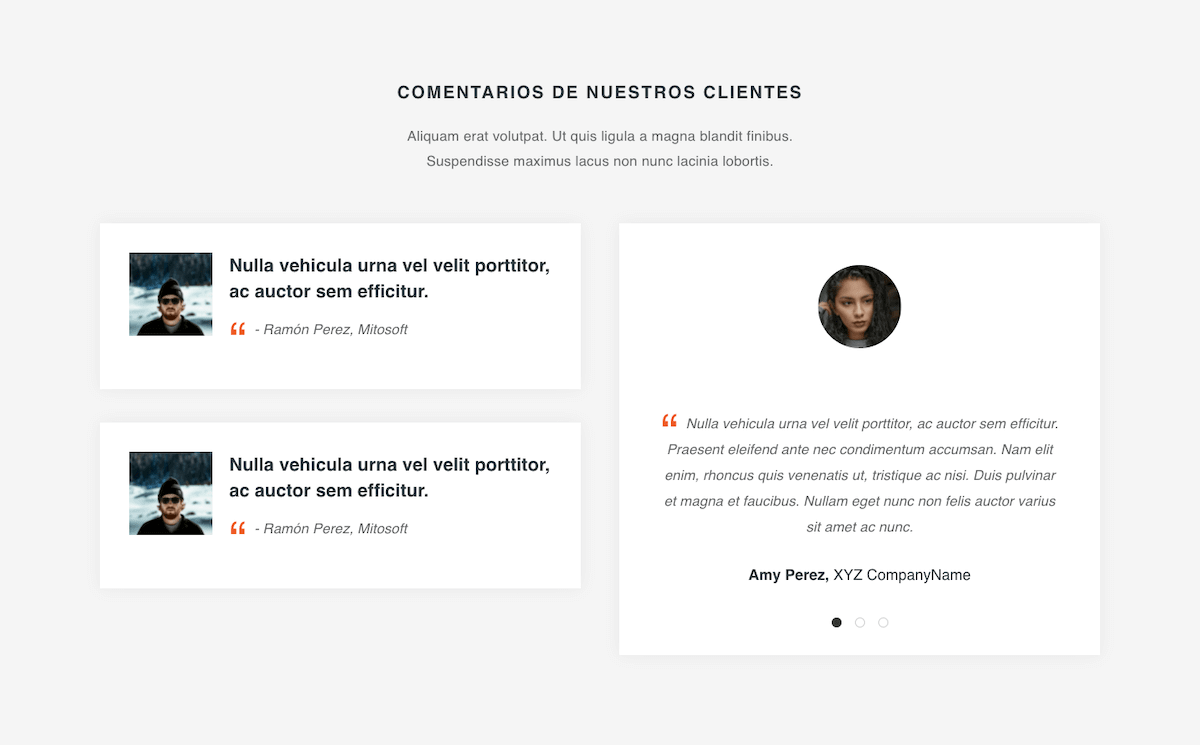 COMENTARIOS DE NUESTROS CLIENTES
Aliquam erat volutpat. Ut quis ligula a magna blandit finibus.
Suspendisse maximus lacus non nunc lacinia lobortis.
Nulla vehicula urna vel velit porttitor,
ac auctor sem efficitur.
“ - Ramón Perez, Mitosoft
Nulla vehicula urna vel velit porttitor,
ac auctor sem efficitur.
“ - Ramón Perez, Mitosoft
“ Nulla vehicula urna vel velit porttitor, ac auctor sem efficitur.
Praesent eleifend ante nec condimentum accumsan. Nam elit
enim, rhoncus quis venenatis ut, tristique ac nisi. Duis pulvinar
et magna et faucibus. Nullam eget nunc non felis auctor varius
sit amet ac nunc.
Amy Perez, XYZ CompanyName